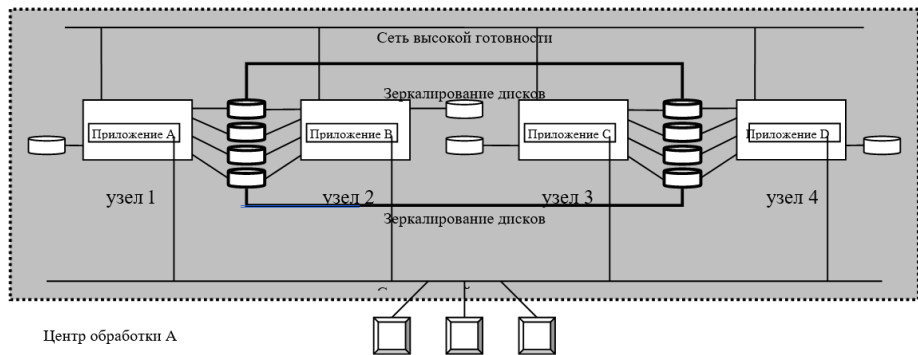 Сеть высокой готовности
Зеркалирование дисков
Приложение A
Приложение B
Приложение C
Приложение D
узел 1
узел 2
узел 3
узел 4
Зеркалирование дисков
Центр обработки А